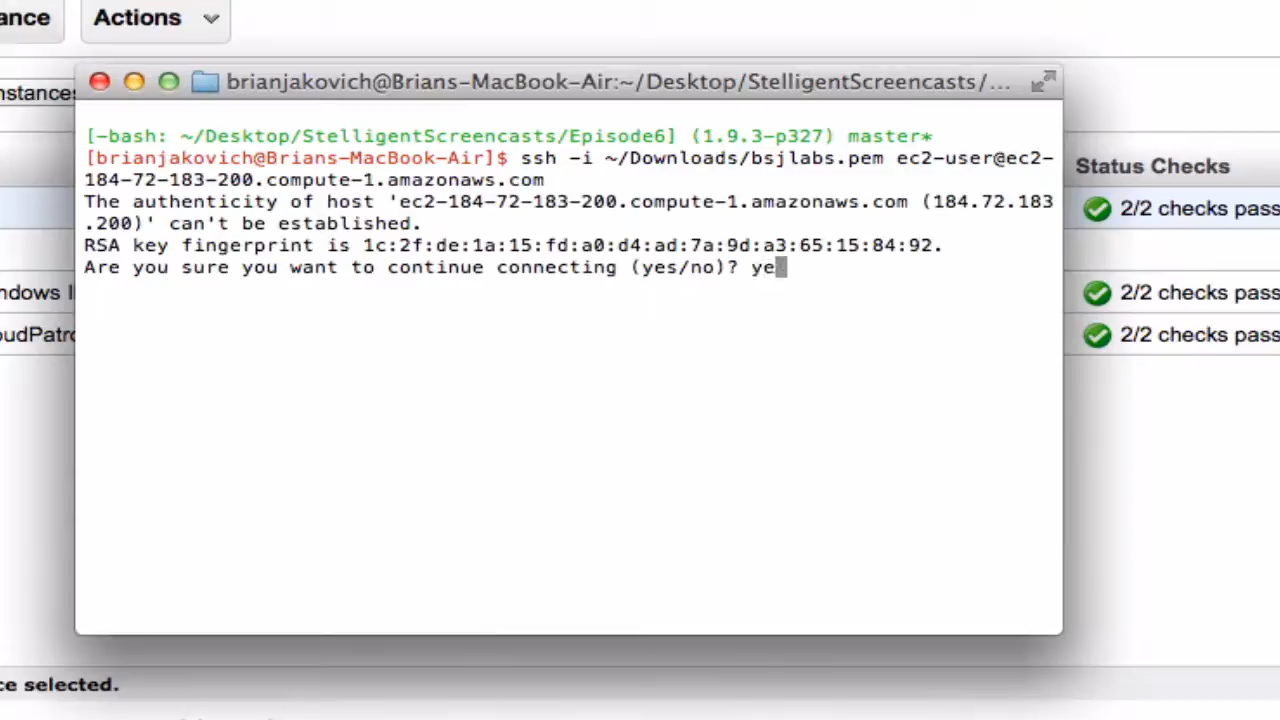 ance
Actions
nstances
brianjakovich@Brians-MacBook-Air:~/Desktop/StelligentScreencasts/...
[-bash: ~/Desktop/StelligentScreencasts/Episode6] (1.9.3-p327) master*
[brianjakovich@Brians-MacBook-Air]$ ssh -i ~/Downloads/bsjlabs.pem ec2-user@ec2-
184-72-183-200.compute-1.amazonaws.com
The authenticity of host 'ec2-184-72-183-200.compute-1.amazonaws.com (184.72.183
.200)' can't be established.
RSA key fingerprint is 1c:2f:de:1a:15:fd:a0:d4:ad:7a:9d:a3:65:15:84:92.
Are you sure you want to continue connecting (yes/no)? ye
Status Checks
2/2 checks pass
ndows I
2/2 checks pass
oudPatro
2/2 checks pass
ce selected.